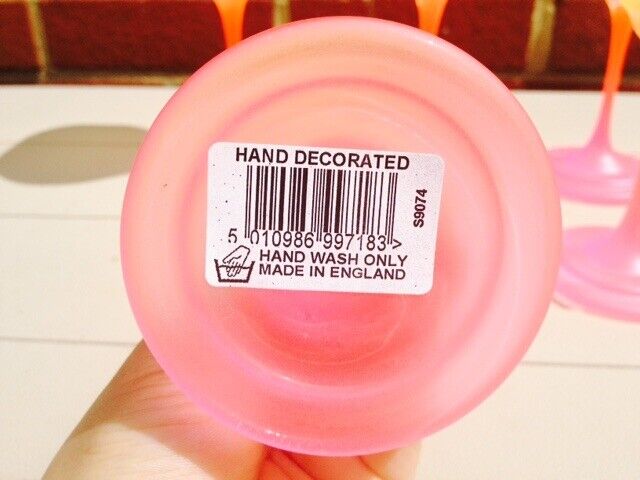 HAND DECORATED
S9074
5 010986 997183 >
HAND WASH ONLY
MADE IN ENGLAND